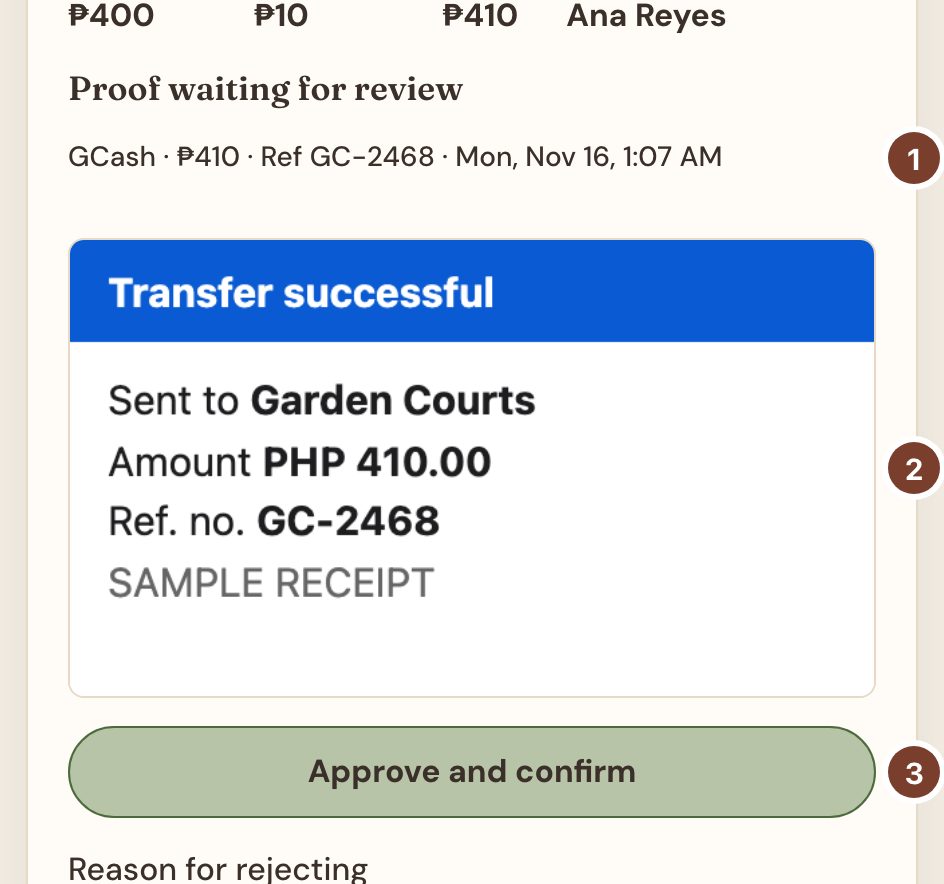 ₱400 ₱10 ₱410 Ana Reyes
Proof waiting for review
GCash · ₱410 · Ref GC-2468 · Mon, Nov 16, 1:07 AM
1
Transfer successful
Sent to Garden Courts
Amount PHP 410.00
2
Ref. no. GC-2468
SAMPLE RECEIPT
Approve and confirm
3
Reason for rejecting